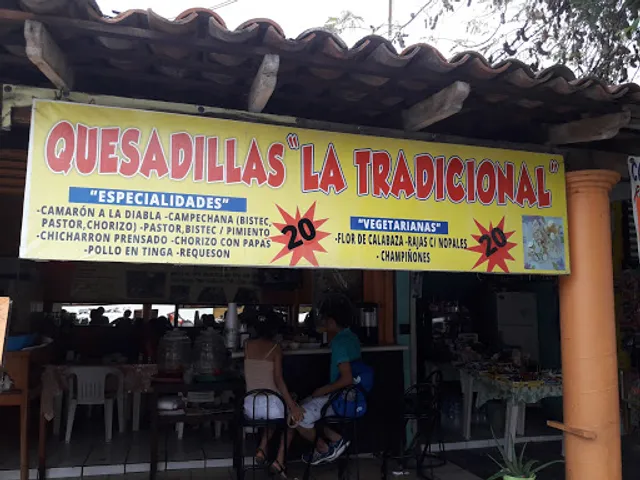 QUESADILLAS "LA TRADICIONAL"
"ESPECIALIDADES"
-CAMARÓN A LA DIABLA -CAMPECHANA (BISTEC,
PASTOR,CHORIZO) -PASTOR,BISTEC / PIMIENTO
-CHICHARRON PRENSADO -CHORIZO CON PAPAS
-POLLO EN TINGA -REQUESON
20
"VEGETARIANAS"
-FLOR DE CALABAZA -RAJAS C/ NOPALES
- CHAMPIÑONES
20